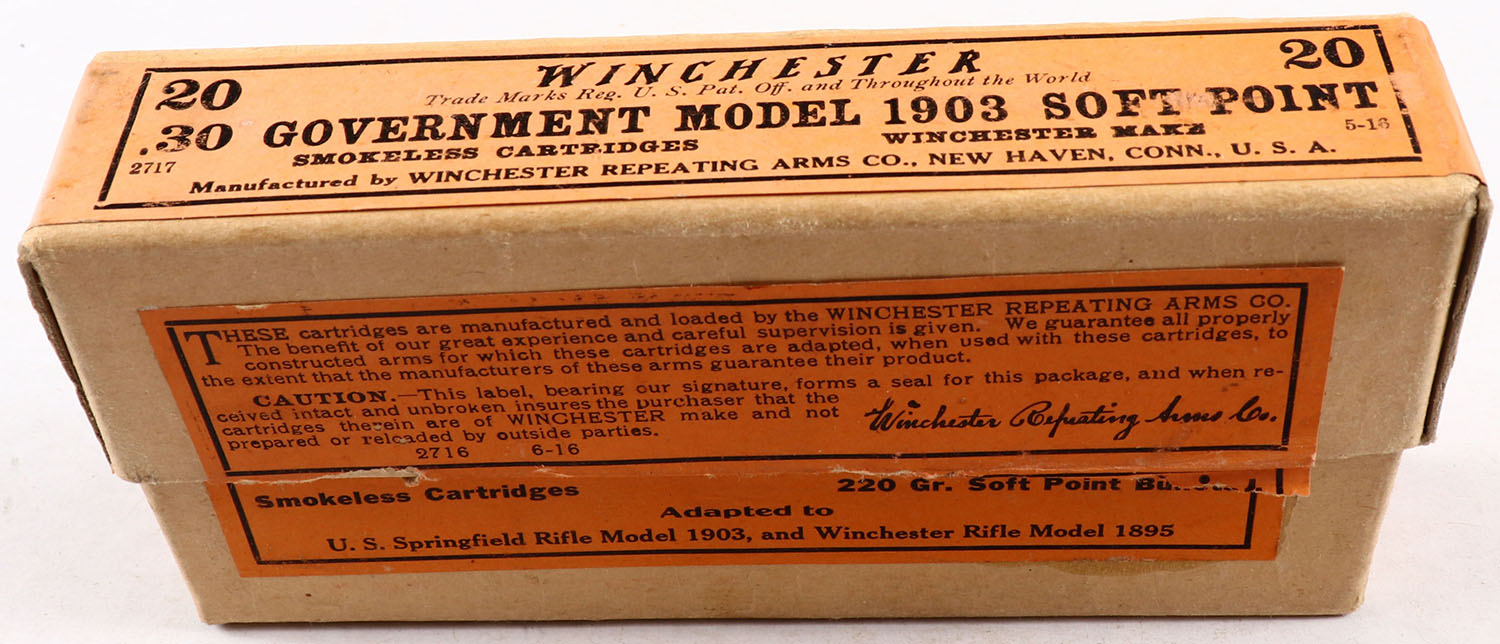 20 WINCHESTER 20
Trade Marks Reg. U. S. Pat. Off. and Throughout the World
.30 GOVERNMENT MODEL 1903 SOFT POINT
SMOKELESS CARTRIDGES WINCHESTER MAKE
2717 5-16
Manufactured by WINCHESTER REPEATING ARMS CO., NEW HAVEN, CONN., U. S. A.
THESE cartridges are manufactured and loaded by the WINCHESTER REPEATING ARMS CO.
The benefit of our great experience and careful supervision is given. We guarantee all properly
constructed arms for which these cartridges are adapted, when used with these cartridges, to
the extent that the manufacturers of these arms guarantee their product.
CAUTION.—This label, bearing our signature, forms a seal for this package, and when re-
ceived intact and unbroken insures the purchaser that the
cartridges therein are of WINCHESTER make and not
prepared or reloaded by outside parties.
Winchester Repeating Arms Co.
2716 6-16
Smokeless Cartridges 220 Gr. Soft Point
Adapted to
U. S. Springfield Rifle Model 1903, and Winchester Rifle Model 1895